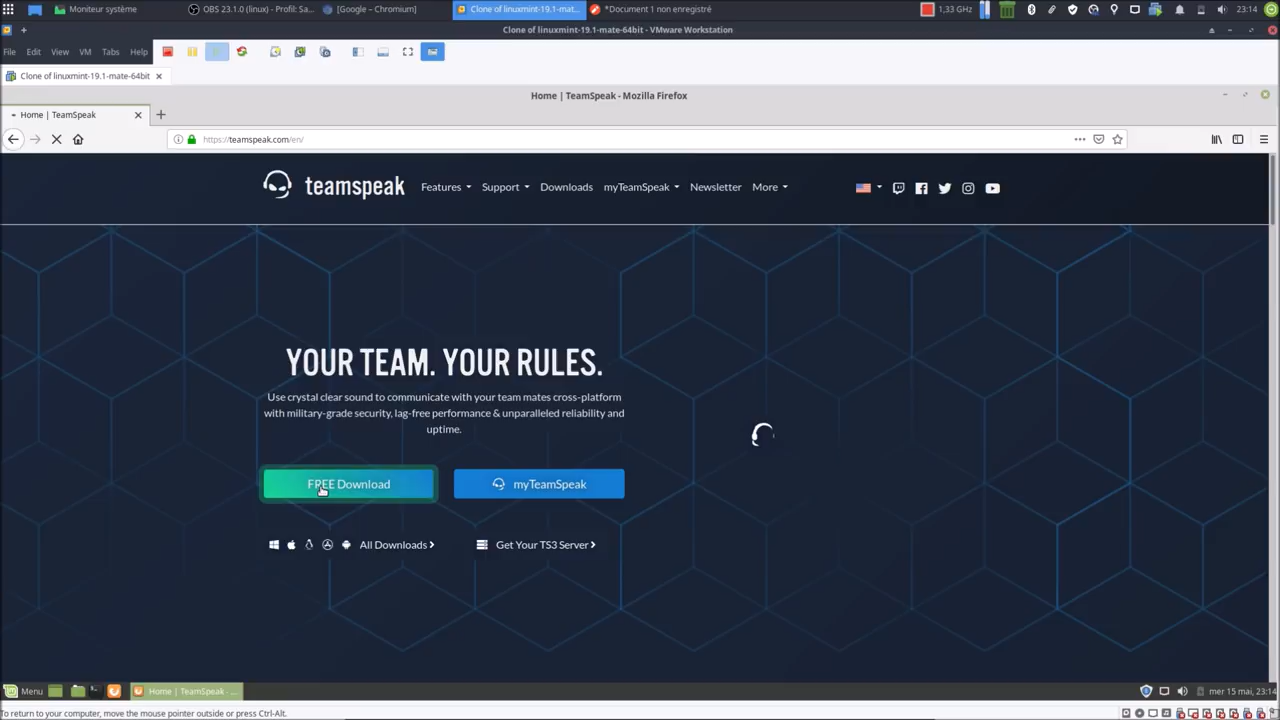 Moniteur système
OBS 23.1.0 (linux) - Profil: Sa...
[Google – Chromium]
Clone of linuxmint-19.1-mat...
*Document 1 non enregistré
1,33 GHz
23:14
Clone of linuxmint-19.1-mate-64bit - VMware Workstation
File Edit View VM Tabs Help
Clone of linuxmint-19.1-mate-64bit
Home | TeamSpeak - Mozilla Firefox
Home | TeamSpeak
https://teamspeak.com/en/
teamspeak
Features Support Downloads myTeamSpeak Newsletter More
YOUR TEAM. YOUR RULES.
Use crystal clear sound to communicate with your team mates cross-platform
with military-grade security, lag-free performance & unparalleled reliability and
uptime.
FREE Download
myTeamSpeak
All Downloads
Get Your TS3 Server
Menu
Home | TeamSpeak - ...
mer 15 mai, 23:14
To return to your computer, move the mouse pointer outside or press Ctrl-Alt.